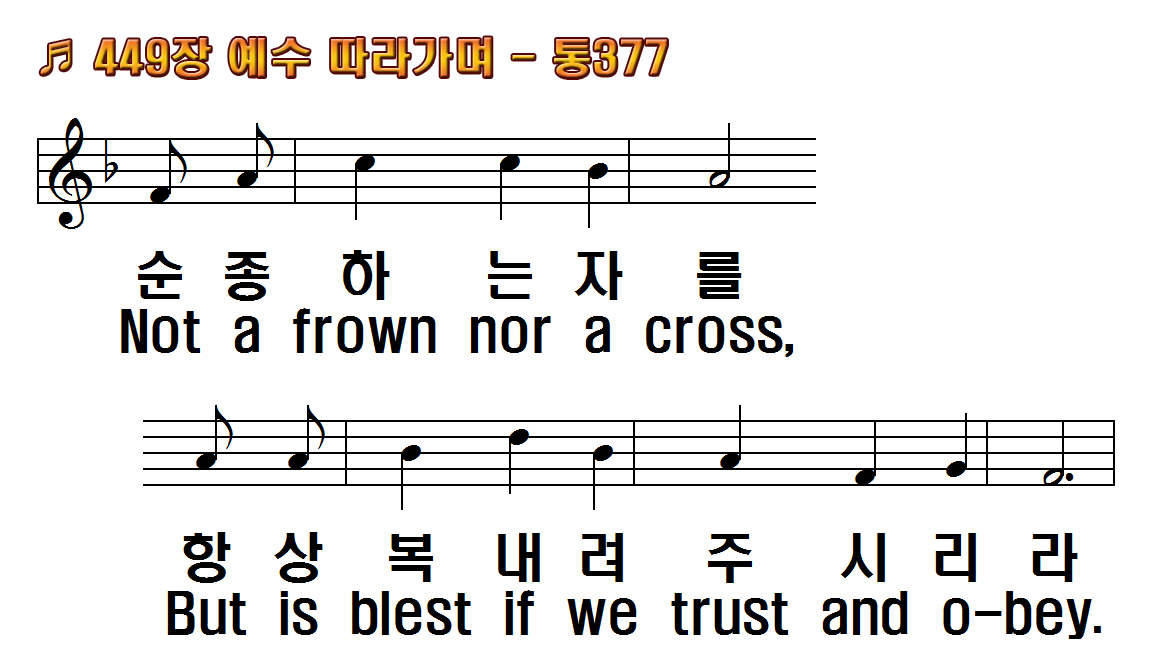 449장 예수 따라가며 - 통377
순 종 하 는 자 를
Not a frown nor a cross,
항 상 복 내 려 주 시 리 라
But is blest if we trust and o-bey.